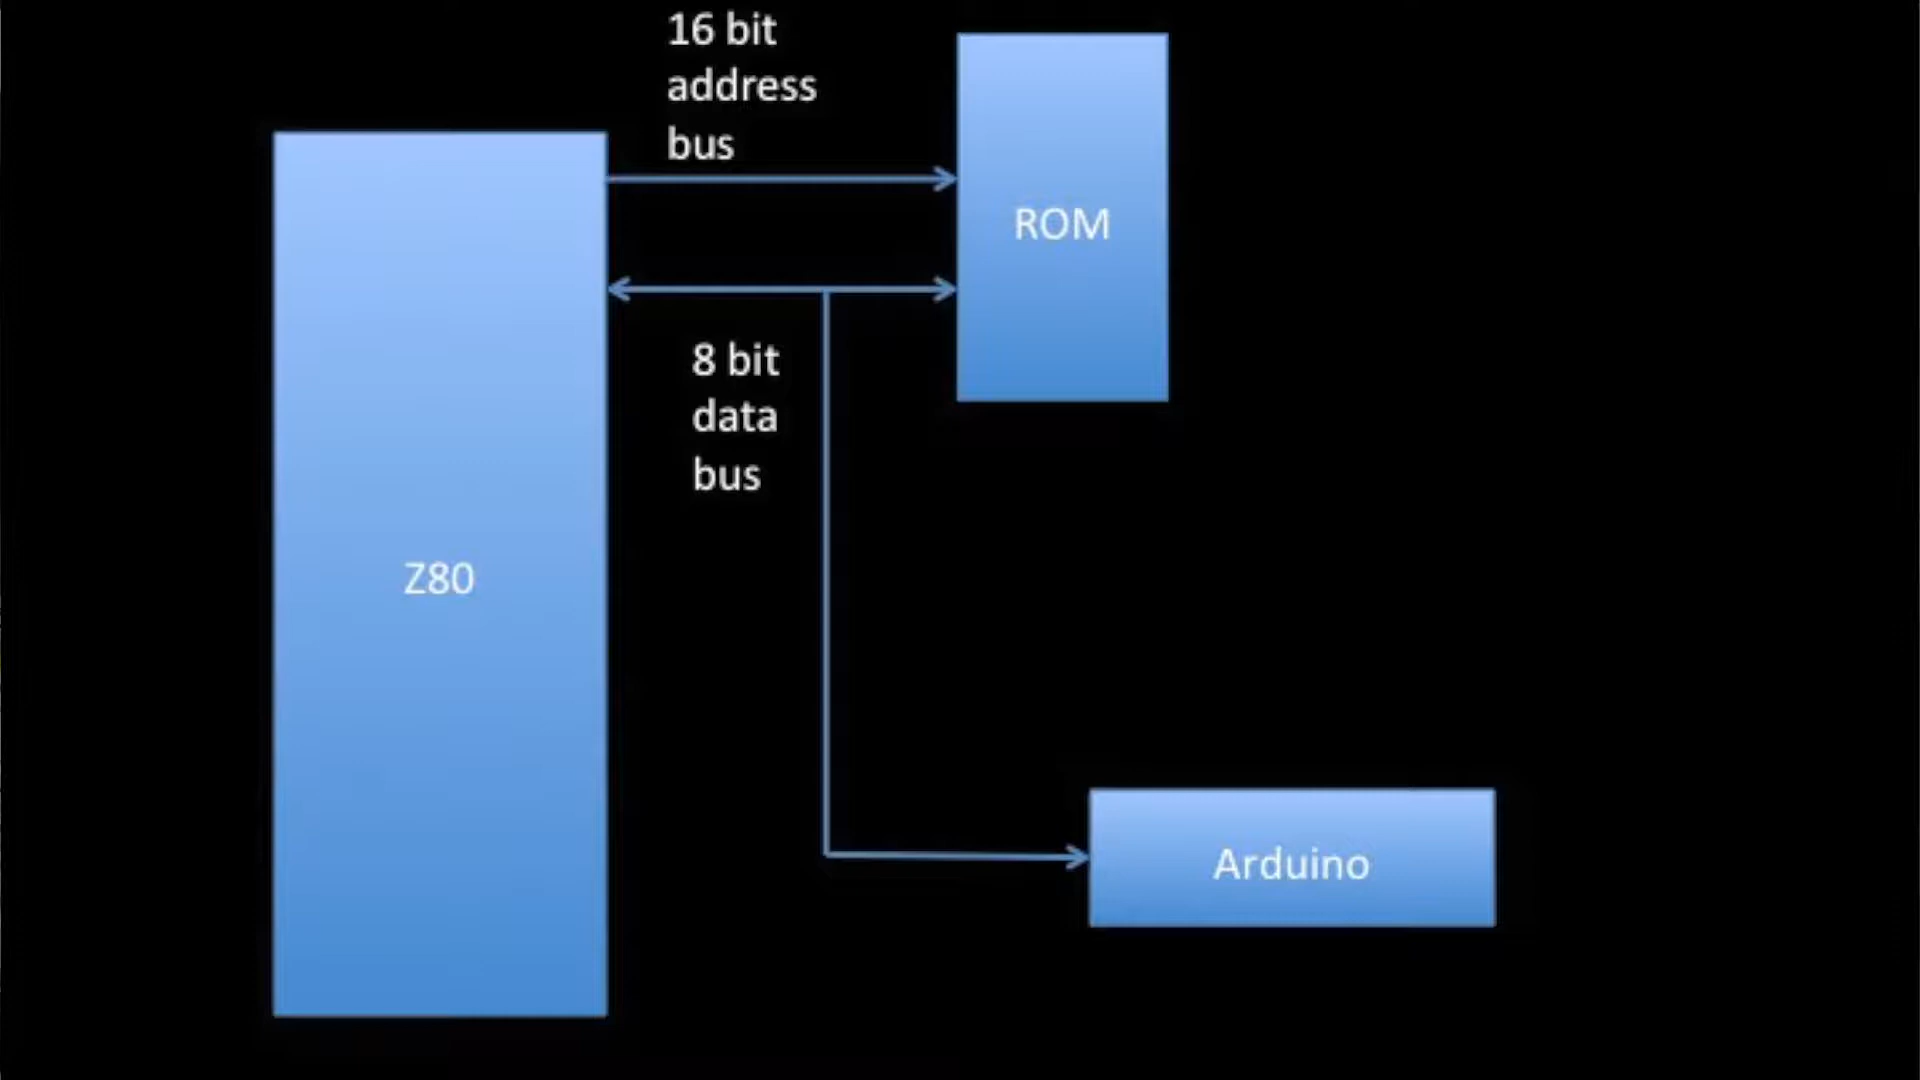 16 bit
address
bus
ROM
8 bit
data
bus
Z80
Arduino